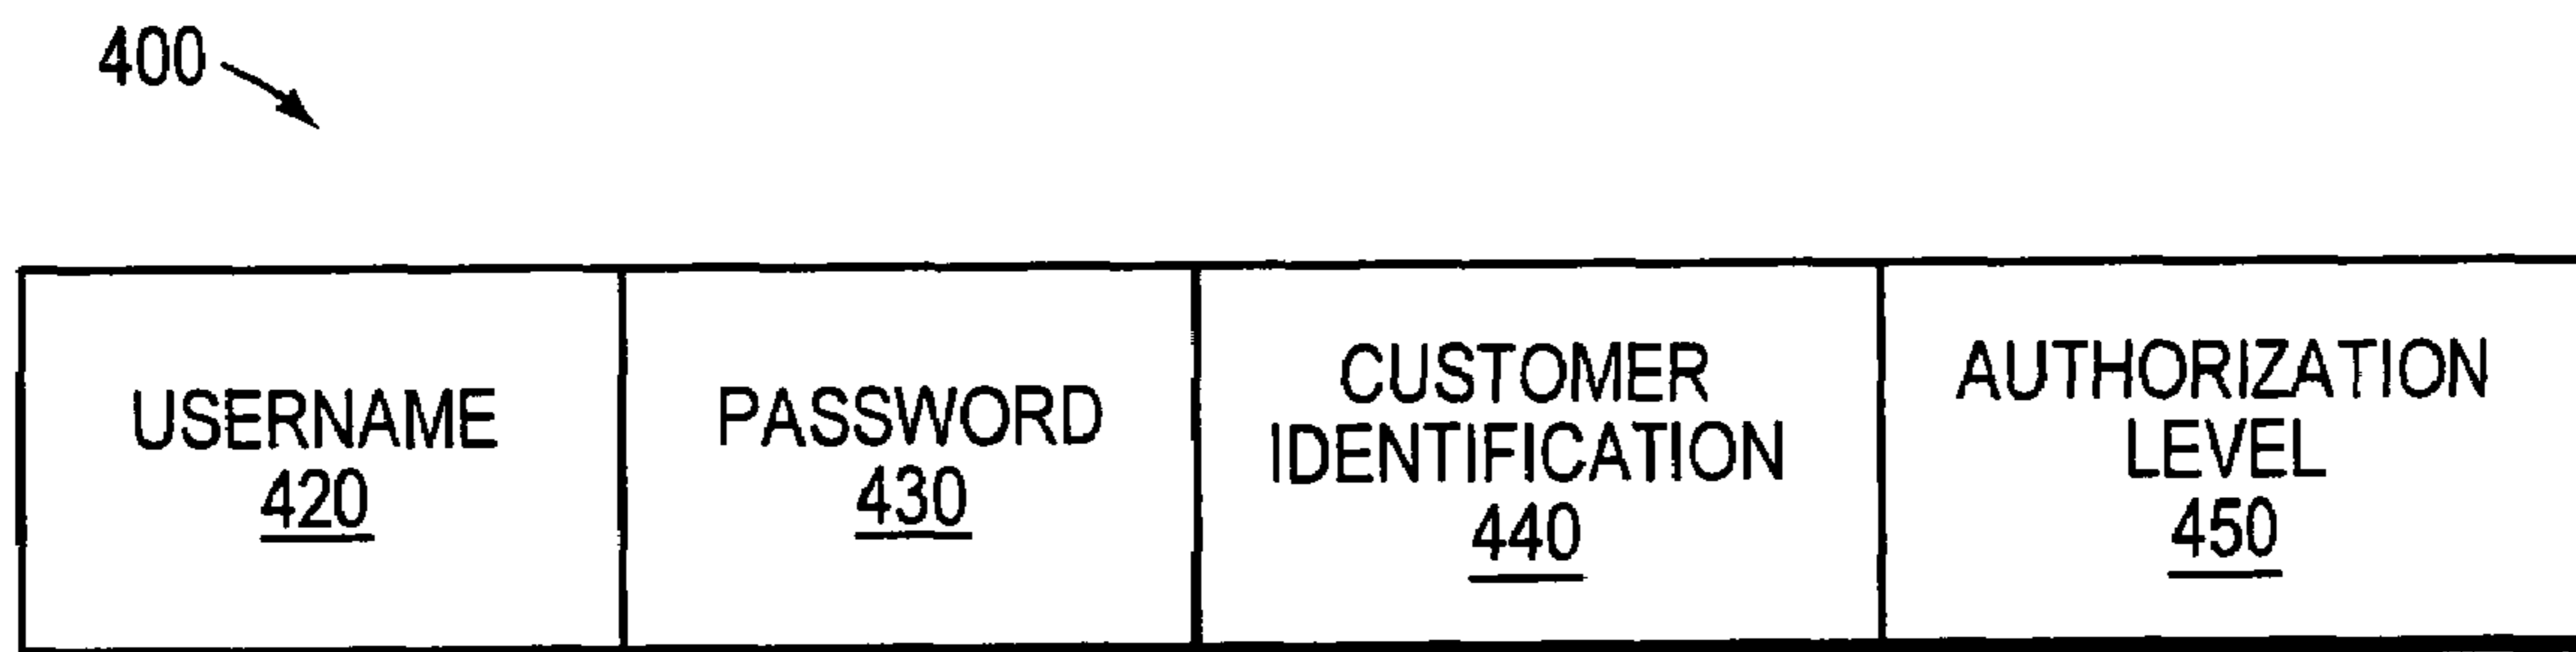 400
USERNAME
420
PASSWORD
430
CUSTOMER
IDENTIFICATION
440
AUTHORIZATION
LEVEL
450